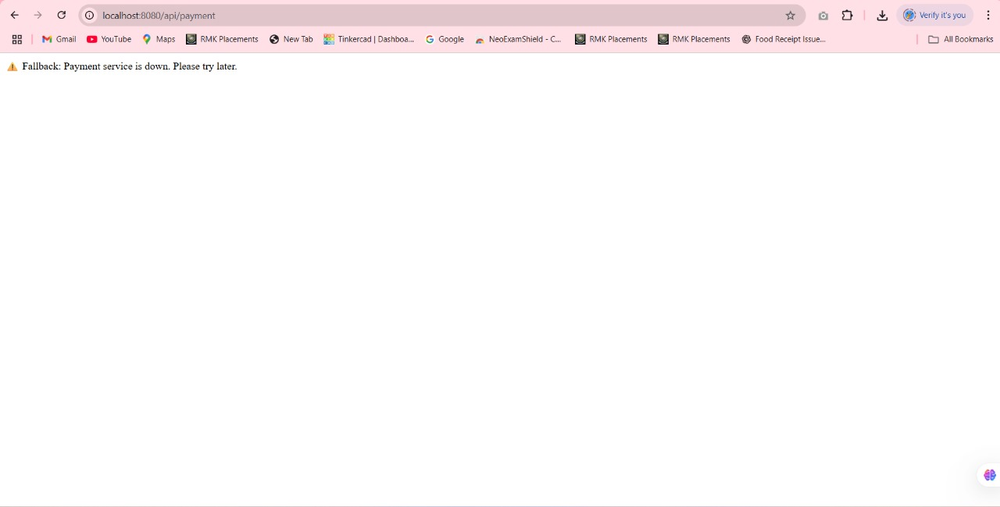 localhost:8080/api/payment
Verify it's you
Gmail
YouTube
Maps
RMK Placements
New Tab
Tinkercad | Dashboa...
Google
NeoExamShield - C...
RMK Placements
RMK Placements
Food Receipt Issue...
All Bookmarks
⚠️ Fallback: Payment service is down. Please try later.